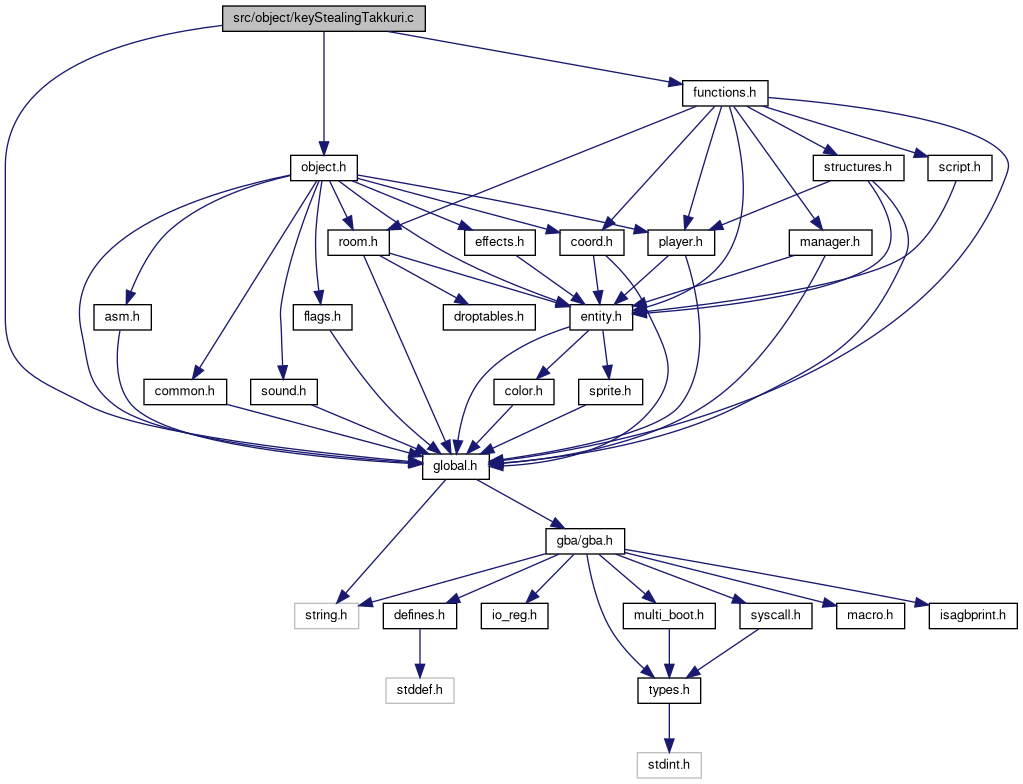 src/object/keyStealingTakkuri.c
functions.h
object.h
structures.h
script.h
room.h
effects.h
coord.h
player.h
manager.h
asm.h
flags.h
droptables.h
entity.h
common.h
sound.h
color.h
sprite.h
global.h
gba/gba.h
string.h
defines.h
io_reg.h
multi_boot.h
syscall.h
macro.h
isagbprint.h
stddef.h
types.h
stdint.h